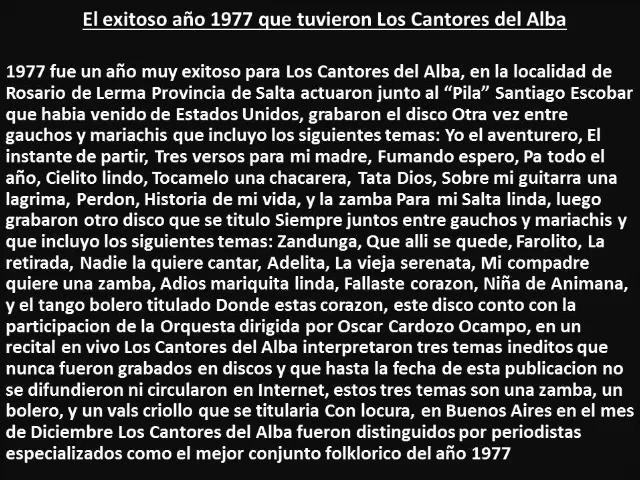 El exitoso año 1977 que tuvieron Los Cantores del Alba
1977 fue un año muy exitoso para Los Cantores del Alba, en la localidad de
Rosario de Lerma Provincia de Salta actuaron junto al “Pila” Santiago Escobar
que habia venido de Estados Unidos, grabaron el disco Otra vez entre
gauchos y mariachis que incluyo los siguientes temas: Yo el aventurero, El
instante de partir, Tres versos para mi madre, Fumando espero, Pa todo el
año, Cielito lindo, Tocamelo una chacarera, Tata Dios, Sobre mi guitarra una
lagrima, Perdon, Historia de mi vida, y la zamba Para mi Salta linda, luego
grabaron otro disco que se titulo Siempre juntos entre gauchos y mariachis y
que incluyo los siguientes temas: Zandunga, Que alli se quede, Farolito, La
retirada, Nadie la quiere cantar, Adelita, La vieja serenata, Mi compadre
quiere una zamba, Adios mariquita linda, Fallaste corazon, Niña de Animana,
y el tango bolero titulado Donde estas corazon, este disco conto con la
participacion de la Orquesta dirigida por Oscar Cardozo Ocampo, en un
recital en vivo Los Cantores del Alba interpretaron tres temas ineditos que
nunca fueron grabados en discos y que hasta la fecha de esta publicacion no
se difundieron ni circularon en Internet, estos tres temas son una zamba, un
bolero, y un vals criollo que se titularia Con locura, en Buenos Aires en el mes
de Diciembre Los Cantores del Alba fueron distinguidos por periodistas
especializados como el mejor conjunto folklorico del año 1977